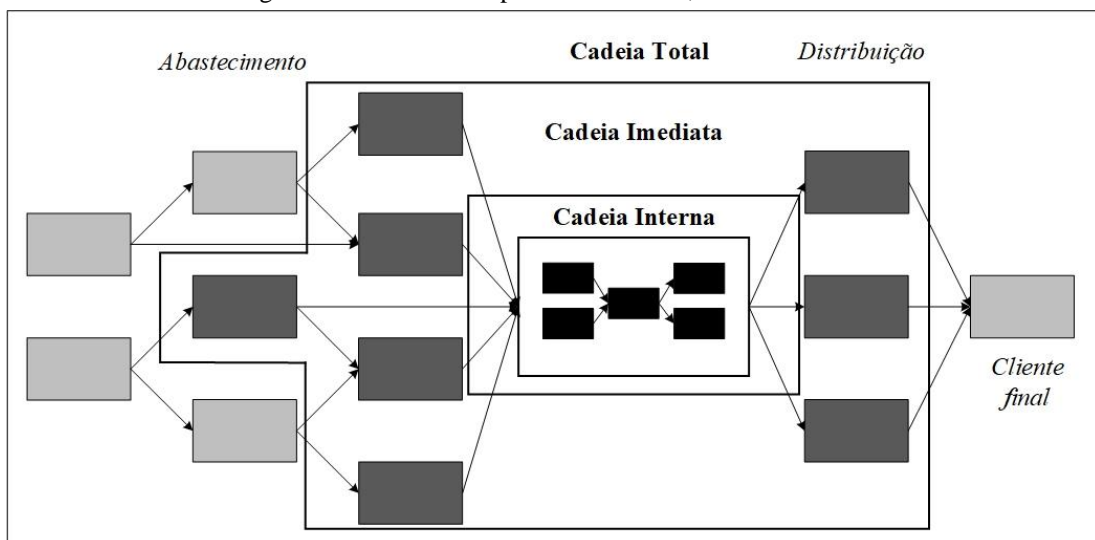 Cadeia Total
Abastecimento
Distribuição
Cadeia Imediata
Cadeia Interna
Cliente
final